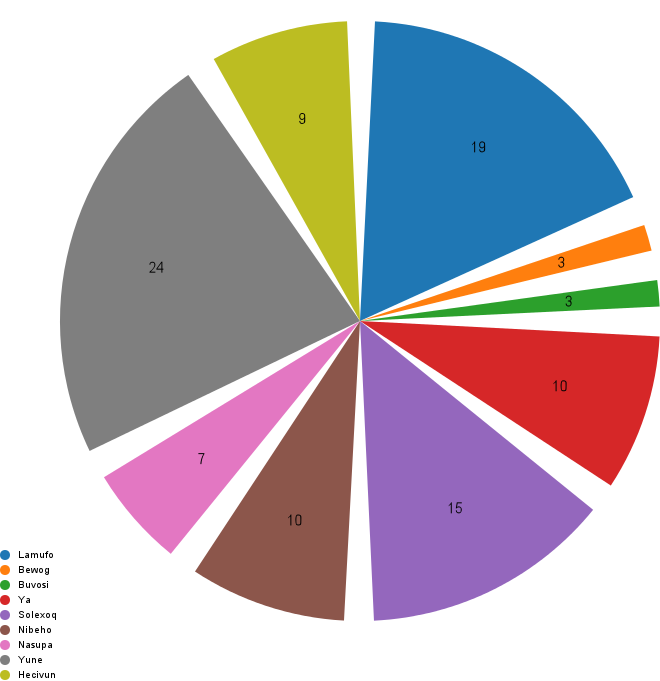 9
19
3
24
3
10
7
15
10
Lamufo
Bewog
Buvosi
Ya
Solexoq
Nibeho
Nasupa
Yune
Hecivun